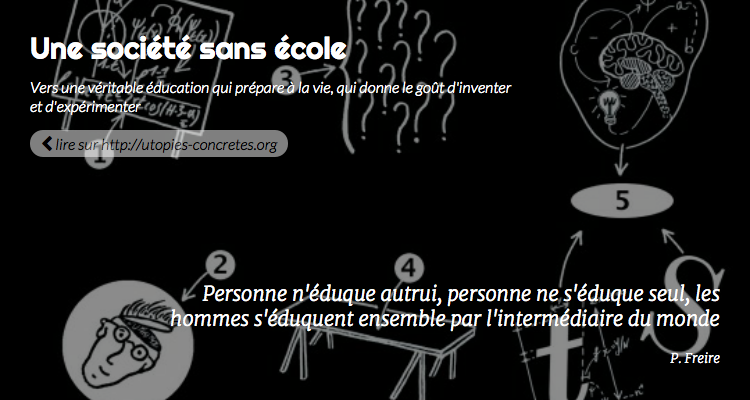 Une société sans école
Vers une véritable éducation qui prépare à la vie, qui donne le goût d'inventer
et d'expérimenter
lire sur http://utopies-concretes.org
1
3
5
2
4
Personne n'éduque autrui, personne ne s'éduque seul, les
hommes s'éduquent ensemble par l'intermédiaire du monde
P. Freire
t
S